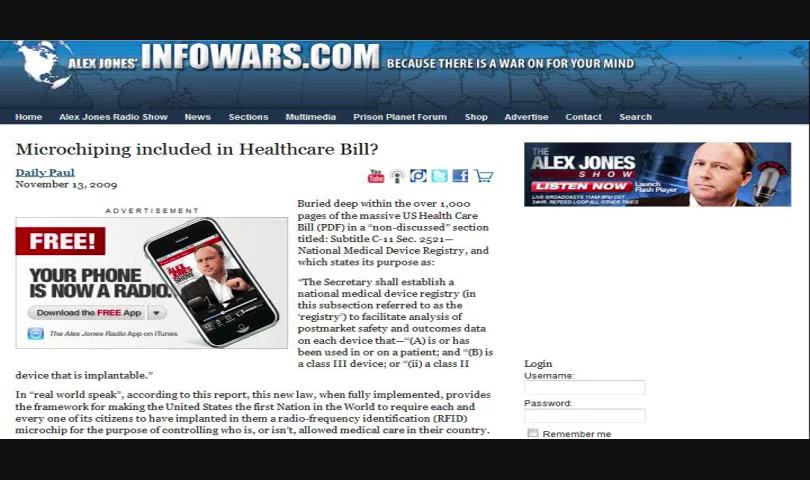 ALEX JONES' INFOWARS.COM BECAUSE THERE IS A WAR ON FOR YOUR MIND
Home Alex Jones Radio Show News Sections Multimedia Prison Planet Forum Shop Advertise Contact Search
Microchiping included in Healthcare Bill?
Daily Paul
November 13, 2009
You Tube
ADVERTISEMENT
FREE!
YOUR PHONE
IS NOW A RADIO.
Download the FREE App
The Alex Jones Radio App on iTunes
ALEX JONES SHOW
Buried deep within the over 1,000
pages of the massive US Health Care
Bill (PDF) in a "non-discussed" section
titled: Subtitle C-11 Sec. 2521—
National Medical Device Registry, and
which states its purpose as:
"The Secretary shall establish a
national medical device registry (in
this subsection referred to as the
'registry') to facilitate analysis of
postmarket safety and outcomes data
on each device that—"(A) is or has
been used in or on a patient; and "(B) is
a class III device; or "(ii) a class II
device that is implantable."
In "real world speak", according to this report, this new law, when fully implemented, provides
the framework for making the United States the first Nation in the World to require each and
every one of its citizens to have implanted in them a radio-frequency identification (RFID)
microchip for the purpose of controlling who is, or isn't, allowed medical care in their country.
THE
ALEX JONES
SHOW
LISTEN NOW Launch Flash Player
LIVE BROADCASTS 11AM-3PM CST
24HR. REFEED LOOP ALL OTHER TIMES
Login
Username:
Password:
Remember me